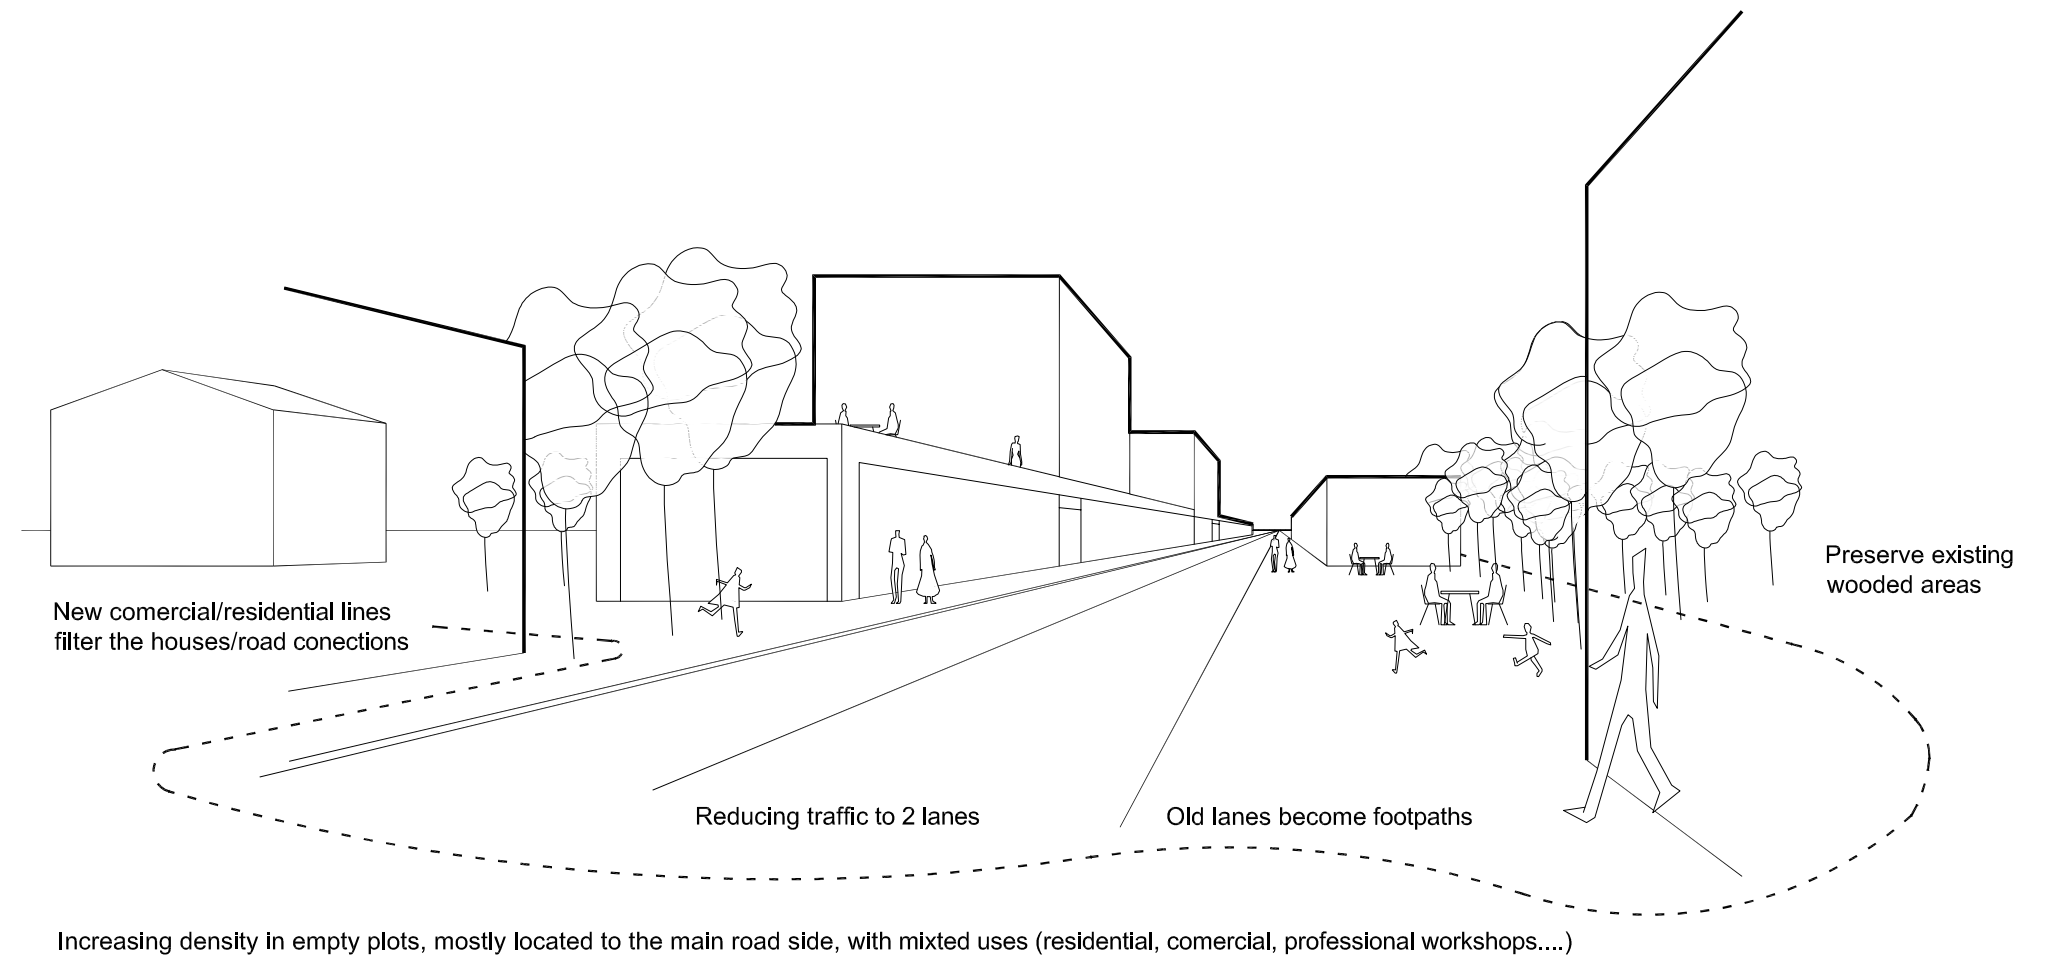 Preserve existing
wooded areas
New comercial/residential lines
filter the houses/road conections
Reducing traffic to 2 lanes
Old lanes become footpaths
Increasing density in empty plots, mostly located to the main road side, with mixted uses (residential, comercial, professional workshops....)